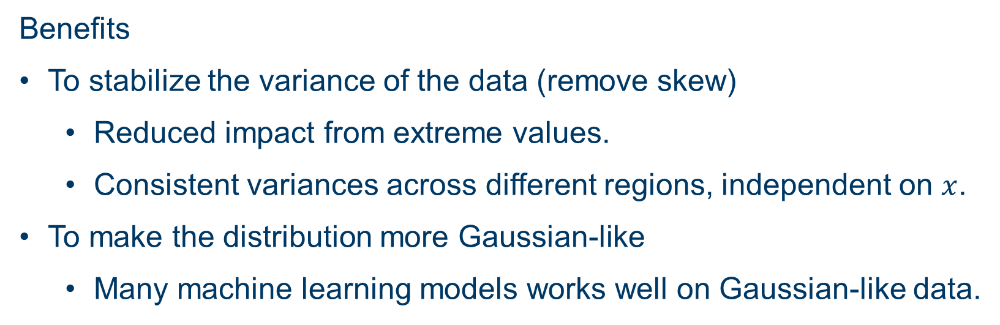 Benefits
• To stabilize the variance of the data (remove skew)
• Reduced impact from extreme values.
• Consistent variances across different regions, independent on x.
• To make the distribution more Gaussian-like
• Many machine learning models works well on Gaussian-like data.